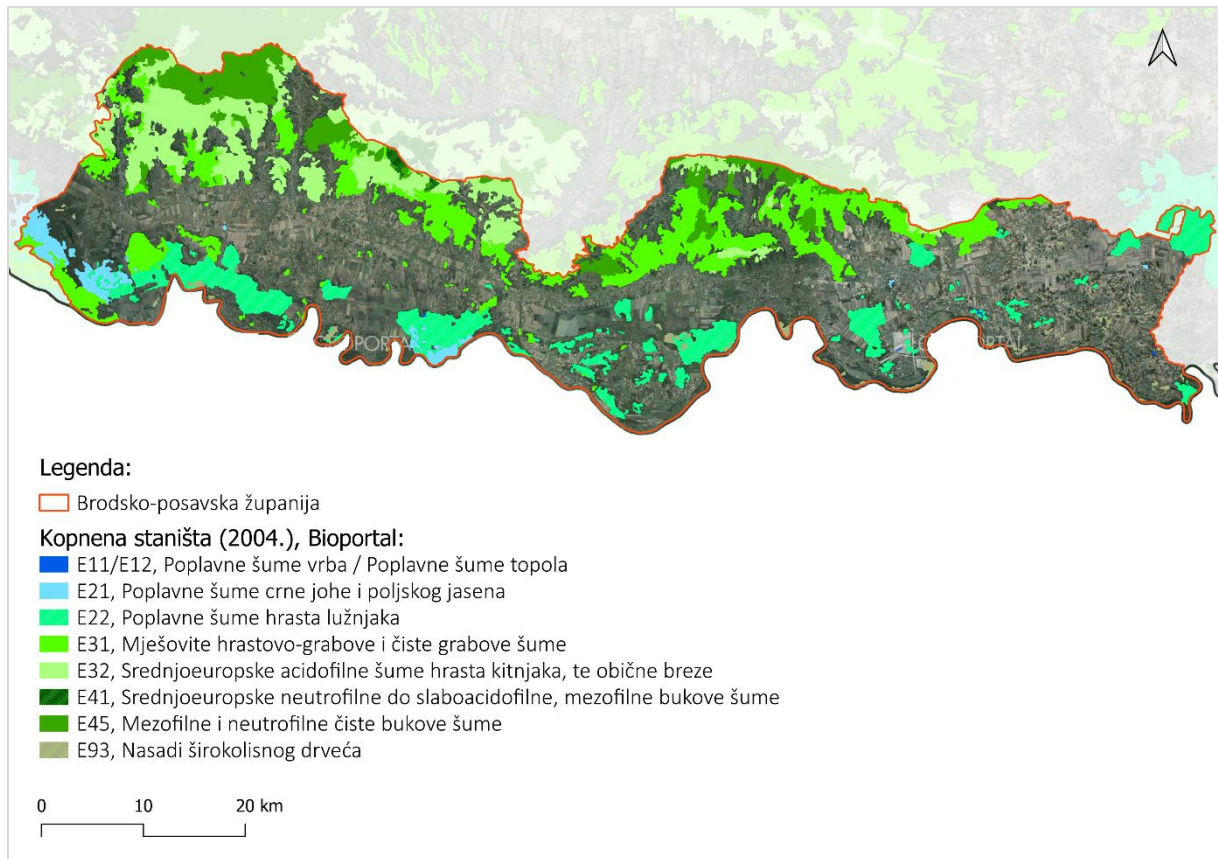 Legenda:
Brodsko-posavska županija
Kopnena staništa (2004.), Bioportal:
E11/E12, Poplavne šume vrba / Poplavne šume topola
E21, Poplavne šume crne johe i poljskog jasena
E22, Poplavne šume hrasta lužnjaka
E31, Mješovite hrastovo-grabove i čiste grabove šume
E32, Srednjoeuropske acidofilne šume hrasta kitnjaka, te obične breze
E41, Srednjoeuropske neutrofilne do slaboacidofilne, mezofilne bukove šume
E45, Mezofilne i neutrofilne čiste bukove šume
E93, Nasadi širokolisnog drveća
0 10 20 km